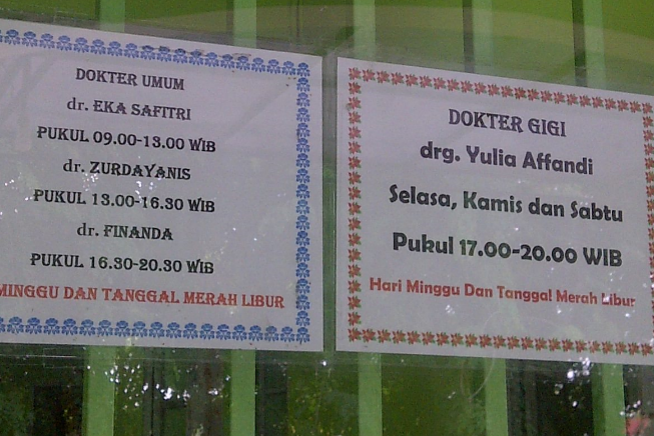 DOKTER UMUM
dr. EKA SAFITRI
PUKUL 09.00-13.00 WIB
dr. ZURDAYANIS
PUKUL 13.00-16.30 WIB
dr. FINANDA
PUKUL 16.30-20.30 WIB
MINGGU DAN TANGGAL MERAH LIBUR
DOKTER GIGI
drg. Yulia Affandi
Selasa, Kamis dan Sabtu
Pukul 17.00-20.00 WIB
Hari Minggu Dan Tanggal Merah Libur